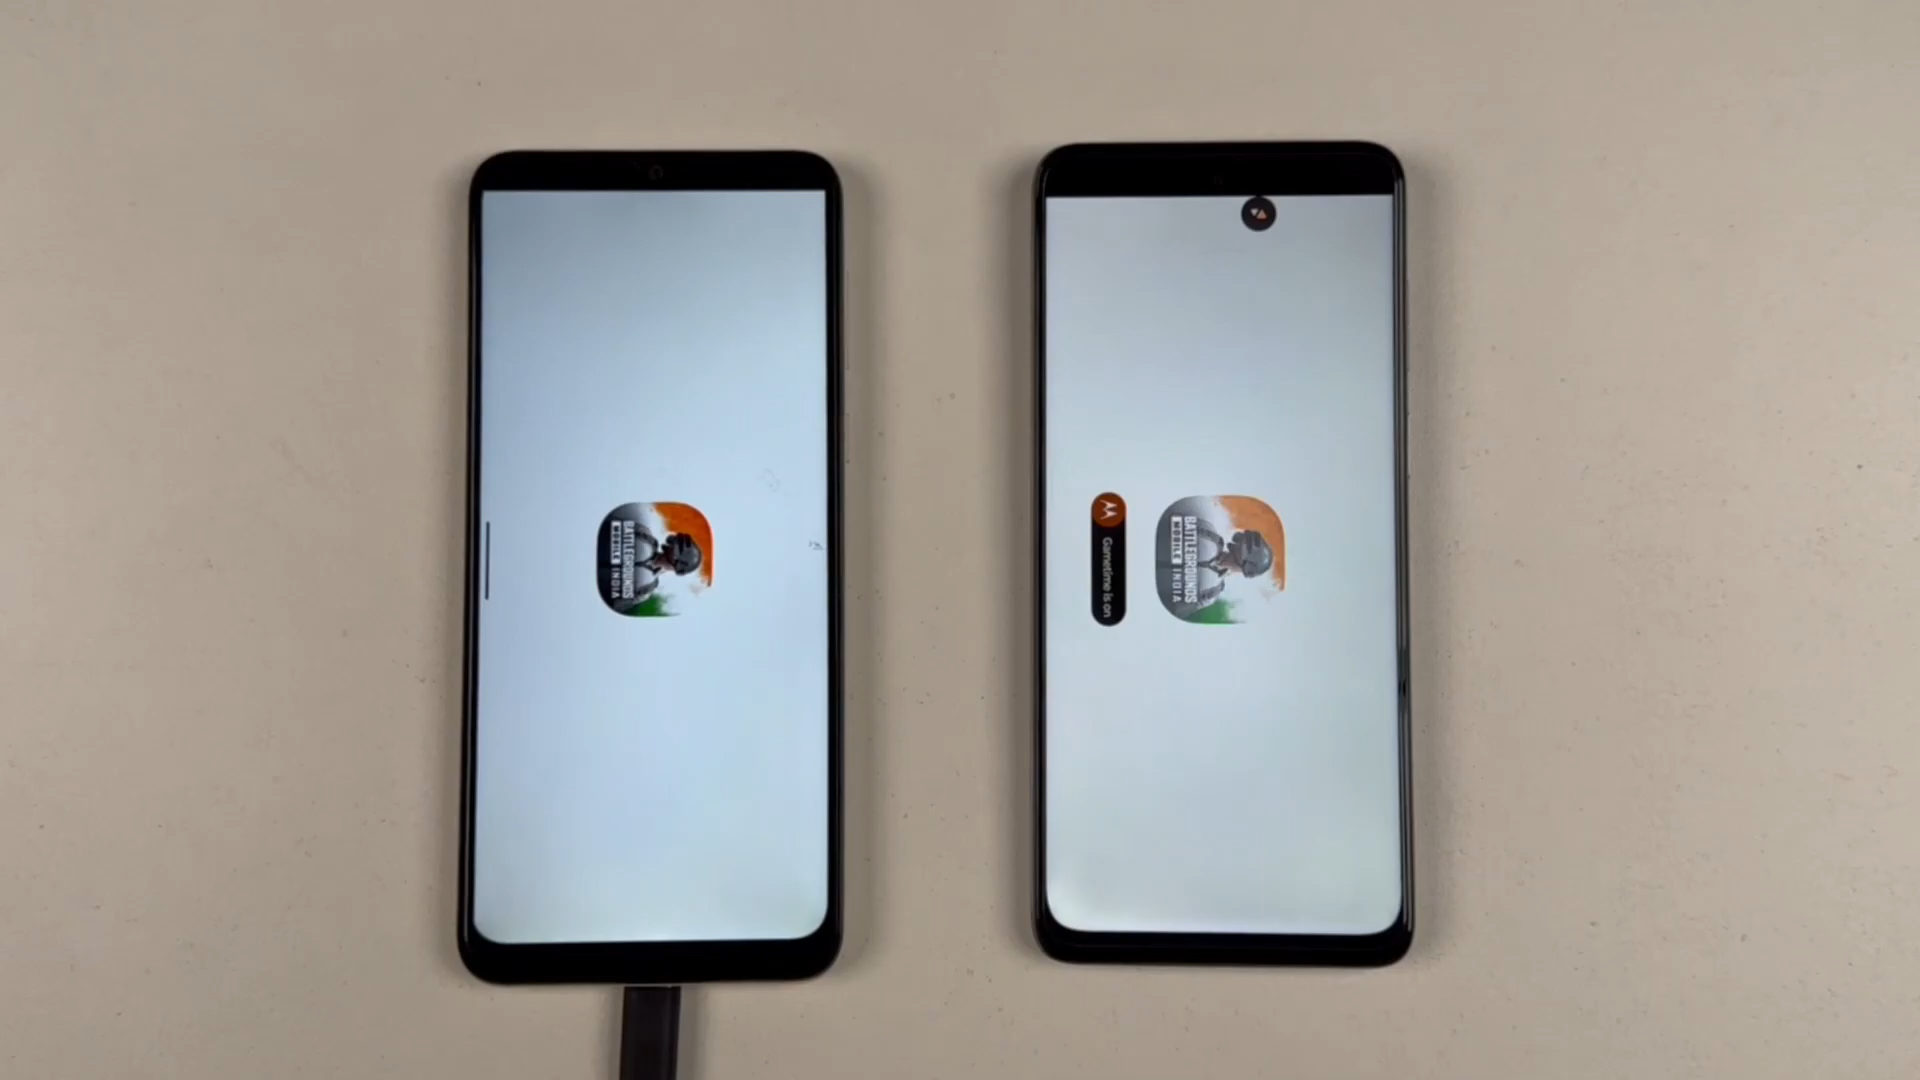 BATTLEGROUNDS
MOBILE INDIA
Gametime is on
BATTLEGROUNDS
MOBILE INDIA